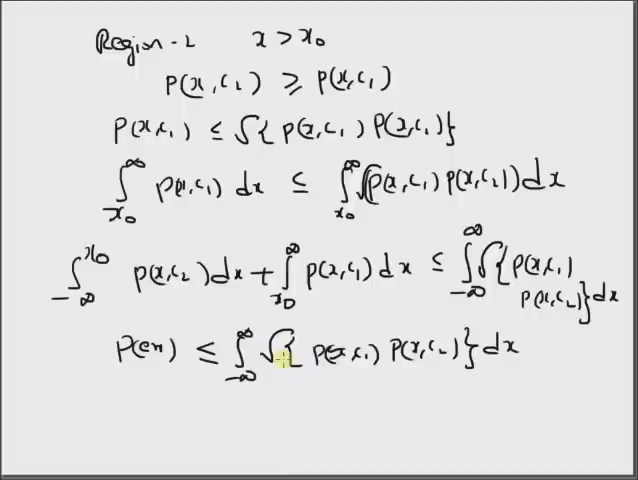 Region-2 x > x₀
P(x,c₂) ≥ P(x,c₁)
P(x,c₁) ≤ √{ P(x,c₁) P(x,c₁)}
∫_{x₀}^{∞} P(x,c₁) dx ≤ ∫_{x₀}^{∞} √(P(x,c₁) P(x,c₂)) dx
∫_{-∞}^{x₀} P(x,c₂) dx + ∫_{x₀}^{∞} P(x,c₁) dx ≤ ∫_{-∞}^{∞} √{ P(x,c₁)
P(x,c₂)} dx
P(err) ≤ ∫_{-∞}^{∞} √{ P(x,c₁) P(x,c₂) } dx